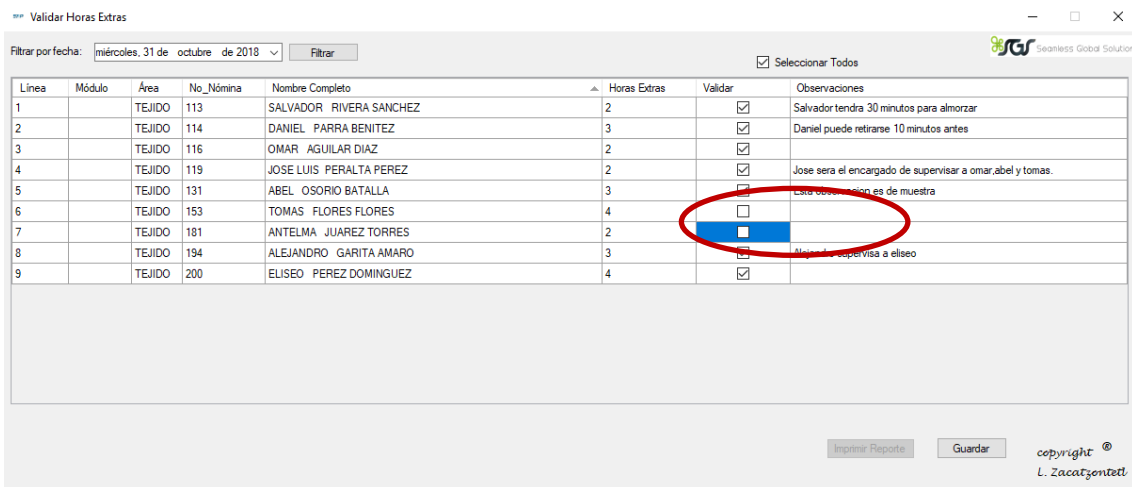 Validar Horas Extras
Filtrar por fecha: miércoles, 31 de octubre de 2018 Filtrar
SGS Seamless Global Solution
Seleccionar Todos
Línea Módulo Área No_Nómina Nombre Completo Horas Extras Validar Observaciones
1 TEJIDO 113 SALVADOR RIVERA SANCHEZ 2 Salvador tendra 30 minutos para almorzar
2 TEJIDO 114 DANIEL PARRA BENITEZ 3 Daniel puede retirarse 10 minutos antes
3 TEJIDO 116 OMAR AGUILAR DIAZ 2
4 TEJIDO 119 JOSE LUIS PERALTA PEREZ 2 Jose sera el encargado de supervisar a omar,abel y tomas.
5 TEJIDO 131 ABEL OSORIO BATALLA 3 Esta observacion es de muestra
6 TEJIDO 153 TOMAS FLORES FLORES 4
7 TEJIDO 181 ANTELMA JUAREZ TORRES 2
8 TEJIDO 194 ALEJANDRO GARITA AMARO 3 Alejandro supervisa a eliseo
9 TEJIDO 200 ELISEO PEREZ DOMINGUEZ 4
Imprimir Reporte Guardar
copyright ®
L. Zacatzontetl